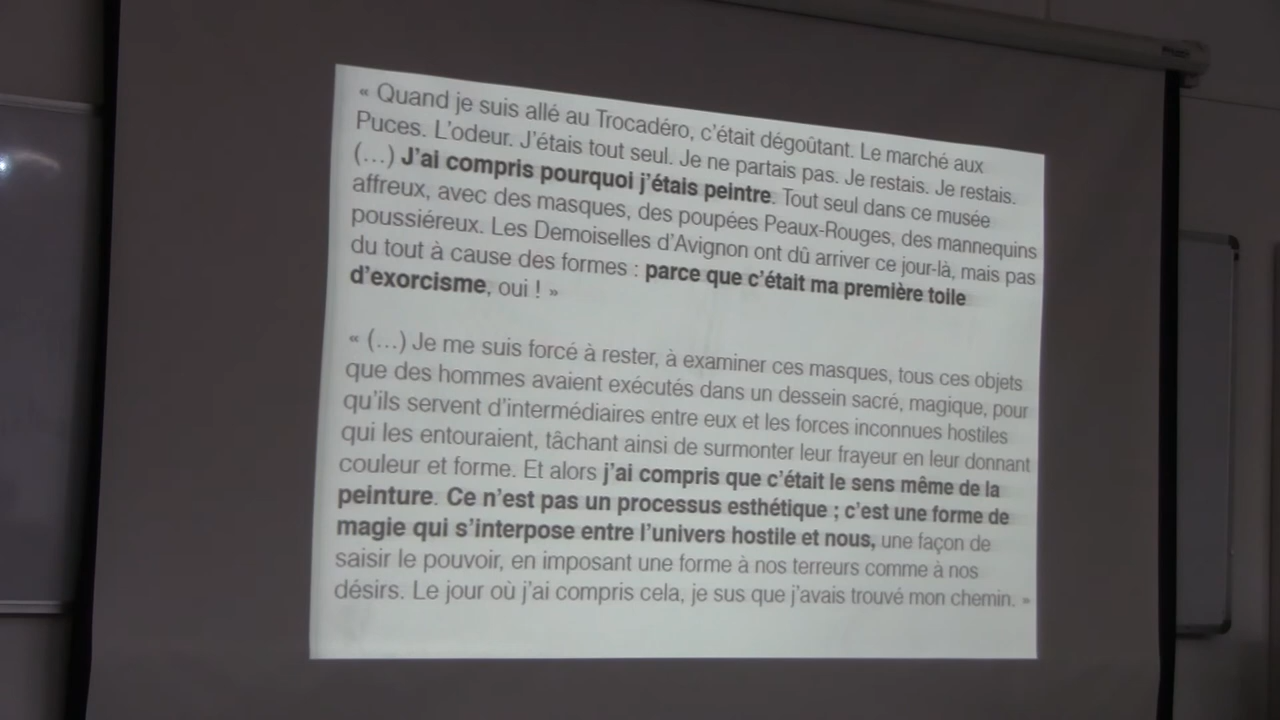 « Quand je suis allé au Trocadéro, c’était dégoûtant. Le marché aux
Puces. L’odeur. J’étais tout seul. Je ne partais pas. Je restais. Je restais.
(…) J’ai compris pourquoi j’étais peintre. Tout seul dans ce musée
affreux, avec des masques, des poupées Peaux-Rouges, des mannequins
poussiéreux. Les Demoiselles d’Avignon ont dû arriver ce jour-là, mais pas
du tout à cause des formes : parce que c’était ma première toile
d’exorcisme, oui ! »
« (…) Je me suis forcé à rester, à examiner ces masques, tous ces objets
que des hommes avaient exécutés dans un dessein sacré, magique, pour
qu’ils servent d’intermédiaires entre eux et les forces inconnues hostiles
qui les entouraient, tâchant ainsi de surmonter leur frayeur en leur donnant
couleur et forme. Et alors j’ai compris que c’était le sens même de la
peinture. Ce n’est pas un processus esthétique ; c’est une forme de
magie qui s’interpose entre l’univers hostile et nous, une façon de
saisir le pouvoir, en imposant une forme à nos terreurs comme à nos
désirs. Le jour où j’ai compris cela, je sus que j’avais trouvé mon chemin. »